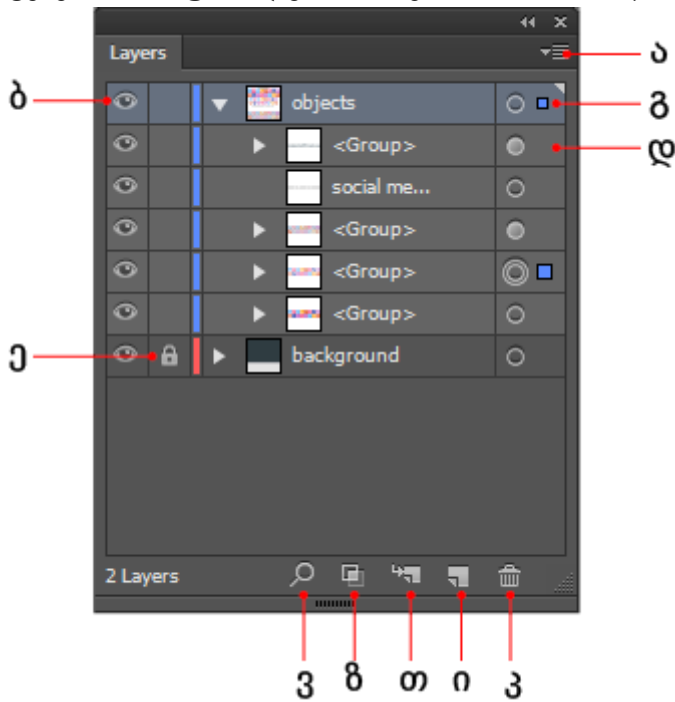 Layers
ა
ბ
objects
გ
<Group>
დ
social me...
<Group>
<Group>
<Group>
ე
background
2 Layers
ვ ზ თ ი კ